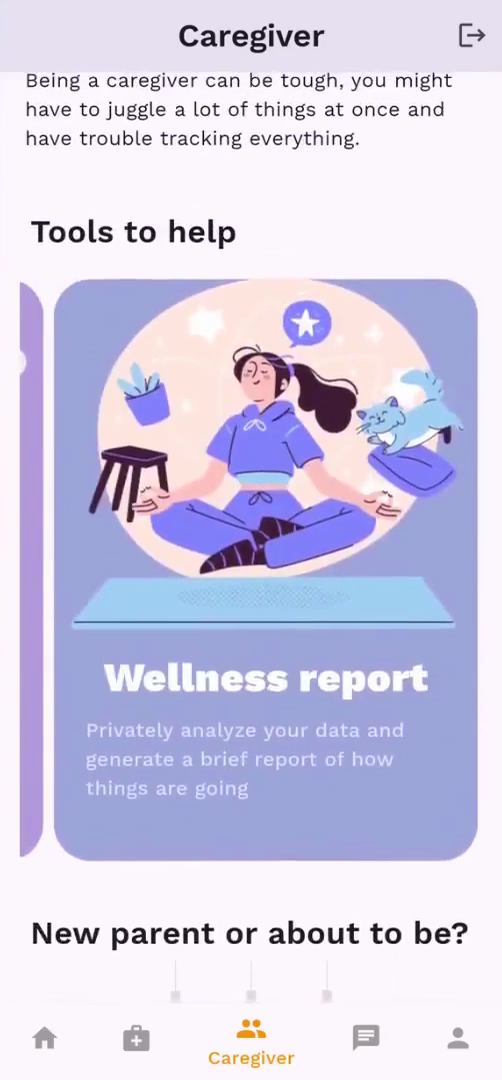 Caregiver
Being a caregiver can be tough, you might
have to juggle a lot of things at once and
have trouble tracking everything.
Tools to help
Wellness report
Privately analyze your data and
generate a brief report of how
things are going
New parent or about to be?
Caregiver